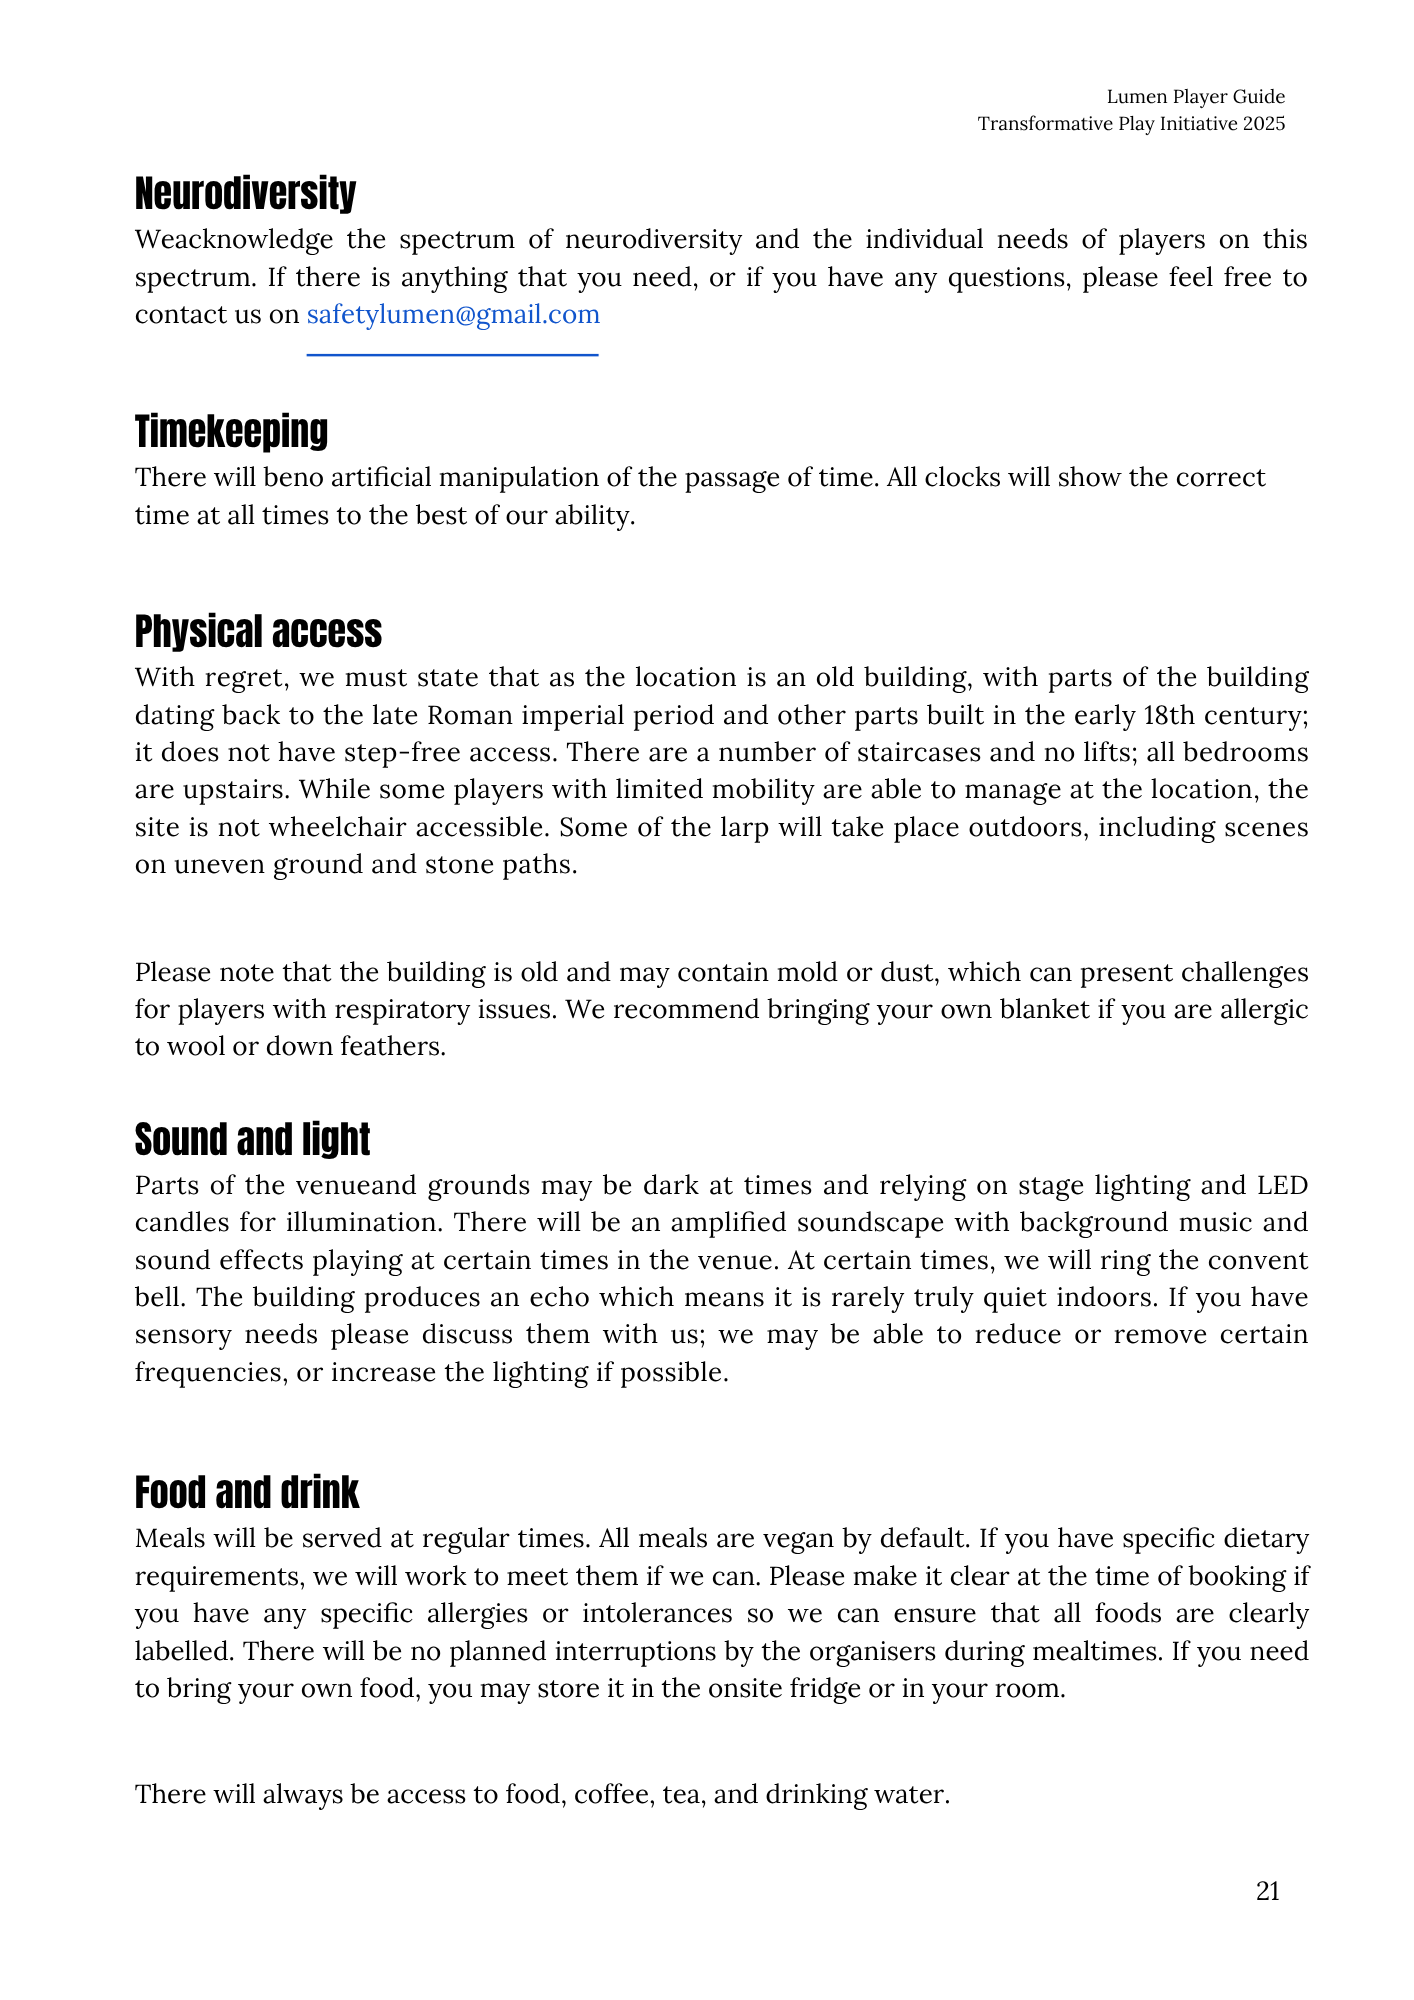 Lumen Player Guide
Transformative Play Initiative 2025
Neurodiversity
Weacknowledge the spectrum of neurodiversity and the individual needs of players on this
spectrum. If there is anything that you need, or if you have any questions, please feel free to
contact us on safetylumen@gmail.com
Timekeeping
There will beno artificial manipulation of the passage of time. All clocks will show the correct
time at all times to the best of our ability.
Physical access
With regret, we must state that as the location is an old building, with parts of the building
dating back to the late Roman imperial period and other parts built in the early 18th century;
it does not have step-free access. There are a number of staircases and no lifts; all bedrooms
are upstairs. While some players with limited mobility are able to manage at the location, the
site is not wheelchair accessible. Some of the larp will take place outdoors, including scenes
on uneven ground and stone paths.
Please note that the building is old and may contain mold or dust, which can present challenges
for players with respiratory issues. We recommend bringing your own blanket if you are allergic
to wool or down feathers.
Sound and light
Parts of the venueand grounds may be dark at times and relying on stage lighting and LED
candles for illumination. There will be an amplified soundscape with background music and
sound effects playing at certain times in the venue. At certain times, we will ring the convent
bell. The building produces an echo which means it is rarely truly quiet indoors. If you have
sensory needs please discuss them with us; we may be able to reduce or remove certain
frequencies, or increase the lighting if possible.
Food and drink
Meals will be served at regular times. All meals are vegan by default. If you have specific dietary
requirements, we will work to meet them if we can. Please make it clear at the time of booking if
you have any specific allergies or intolerances so we can ensure that all foods are clearly
labelled. There will be no planned interruptions by the organisers during mealtimes. If you need
to bring your own food, you may store it in the onsite fridge or in your room.
There will always be access to food, coffee, tea, and drinking water.
21